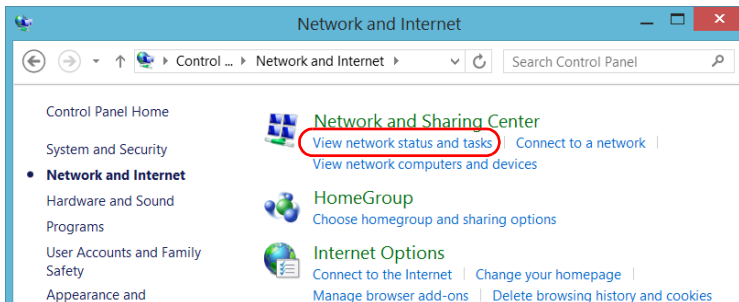 Network and Internet
Control ... Network and Internet
Search Control Panel
Control Panel Home
System and Security
Network and Internet
Hardware and Sound
Programs
User Accounts and Family
Safety
Appearance and
Network and Sharing Center
View network status and tasks Connect to a network
View network computers and devices
HomeGroup
Choose homegroup and sharing options
Internet Options
Connect to the Internet Change your homepage
Manage browser add-ons Delete browsing history and cookies